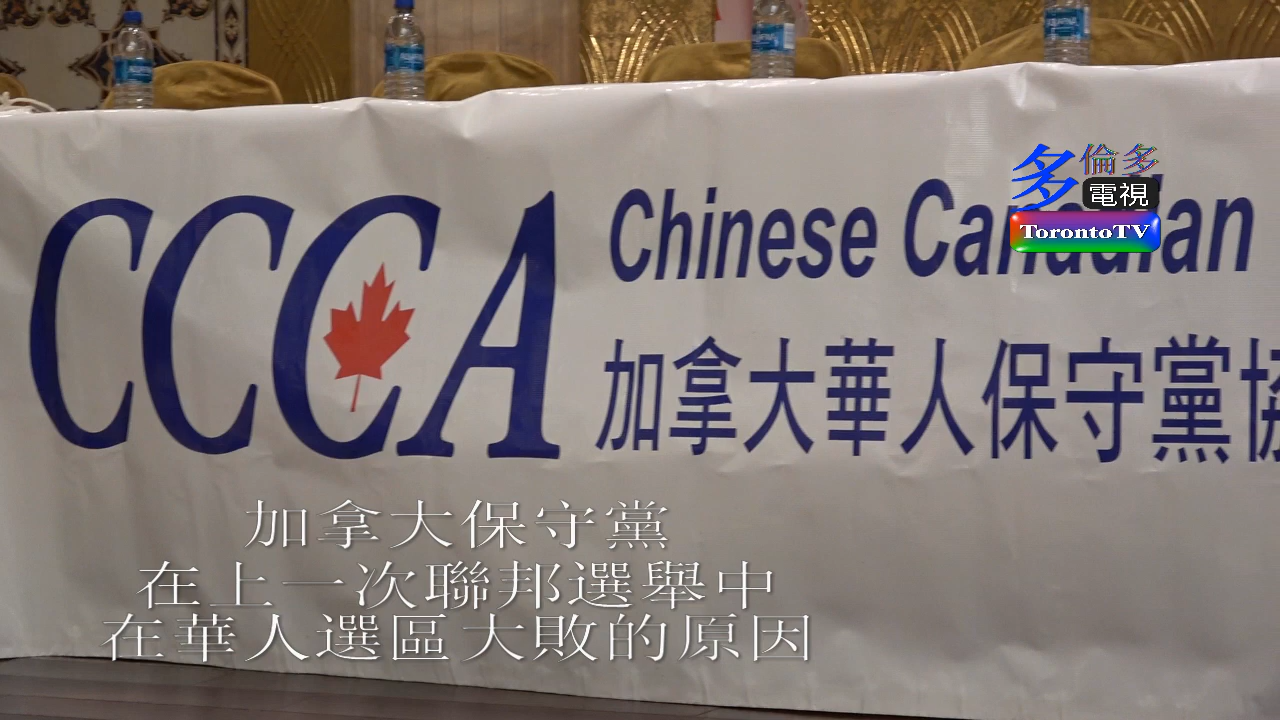 多倫多
電視
TorontoTV
CCCA
Chinese Canadian
加拿大華人保守黨協
加拿大保守黨
在上一次聯邦選舉中
在華人選區大敗的原因